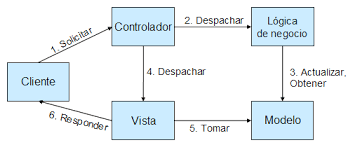 Controlador
2. Despachar
Lógica
de negocio
1. Solicitar
4. Despachar
3. Actualizar,
Obtener
Cliente
6. Responder
Vista
5. Tomar
Modelo